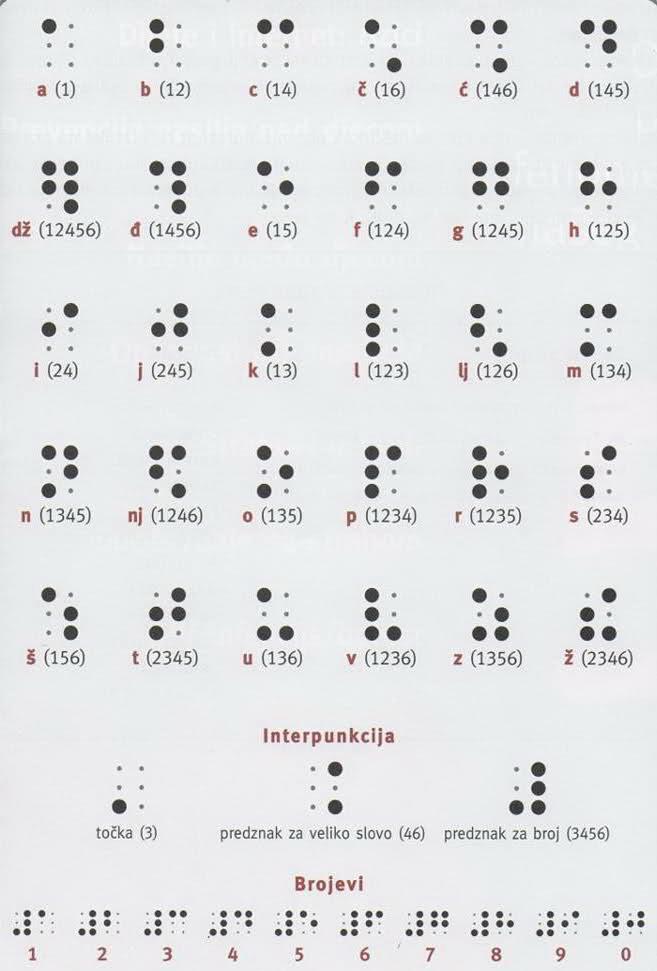 a (1) b (12) c (14) č (16) ć (146) d (145)
dž (12456) đ (1456) e (15) f (124) g (1245) h (125)
i (24) j (245) k (13) l (123) lj (126) m (134)
n (1345) nj (1246) o (135) p (1234) r (1235) s (234)
š (156) t (2345) u (136) v (1236) z (1356) ž (2346)
Interpunkcija
točka (3) predznak za veliko slovo (46) predznak za broj (3456)
Brojevi
1 2 3 4 5 6 7 8 9 0